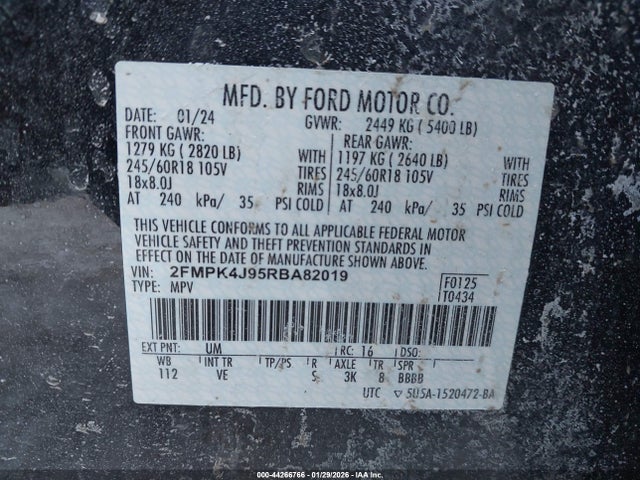 MFD. BY FORD MOTOR CO.
DATE: 01/24 GVWR: 2449 KG ( 5400 LB)
FRONT GAWR: REAR GAWR:
1279 KG ( 2820 LB) WITH 1197 KG ( 2640 LB) WITH
245/60R18 105V TIRES 245/60R18 105V TIRES
18x8.0J RIMS 18x8.0J RIMS
AT 240 kPa/ 35 PSI COLD AT 240 kPa/ 35 PSI COLD
THIS VEHICLE CONFORMS TO ALL APPLICABLE FEDERAL MOTOR
VEHICLE SAFETY AND THEFT PREVENTION STANDARDS IN
EFFECT ON THE DATE OF MANUFACTURE SHOWN ABOVE.
VIN: 2FMPK4J95RBA82019 F0125
TYPE: MPV T0434
EXT PNT: UM RC: 16 DSO:
WB INT TR TP/PS R AXLE TR SPR
112 VE S 3K 8 BBBB
UTC ▽ 5U5A-1520472-BA
000-44266766 - 01/29/2026 - IAA Inc.